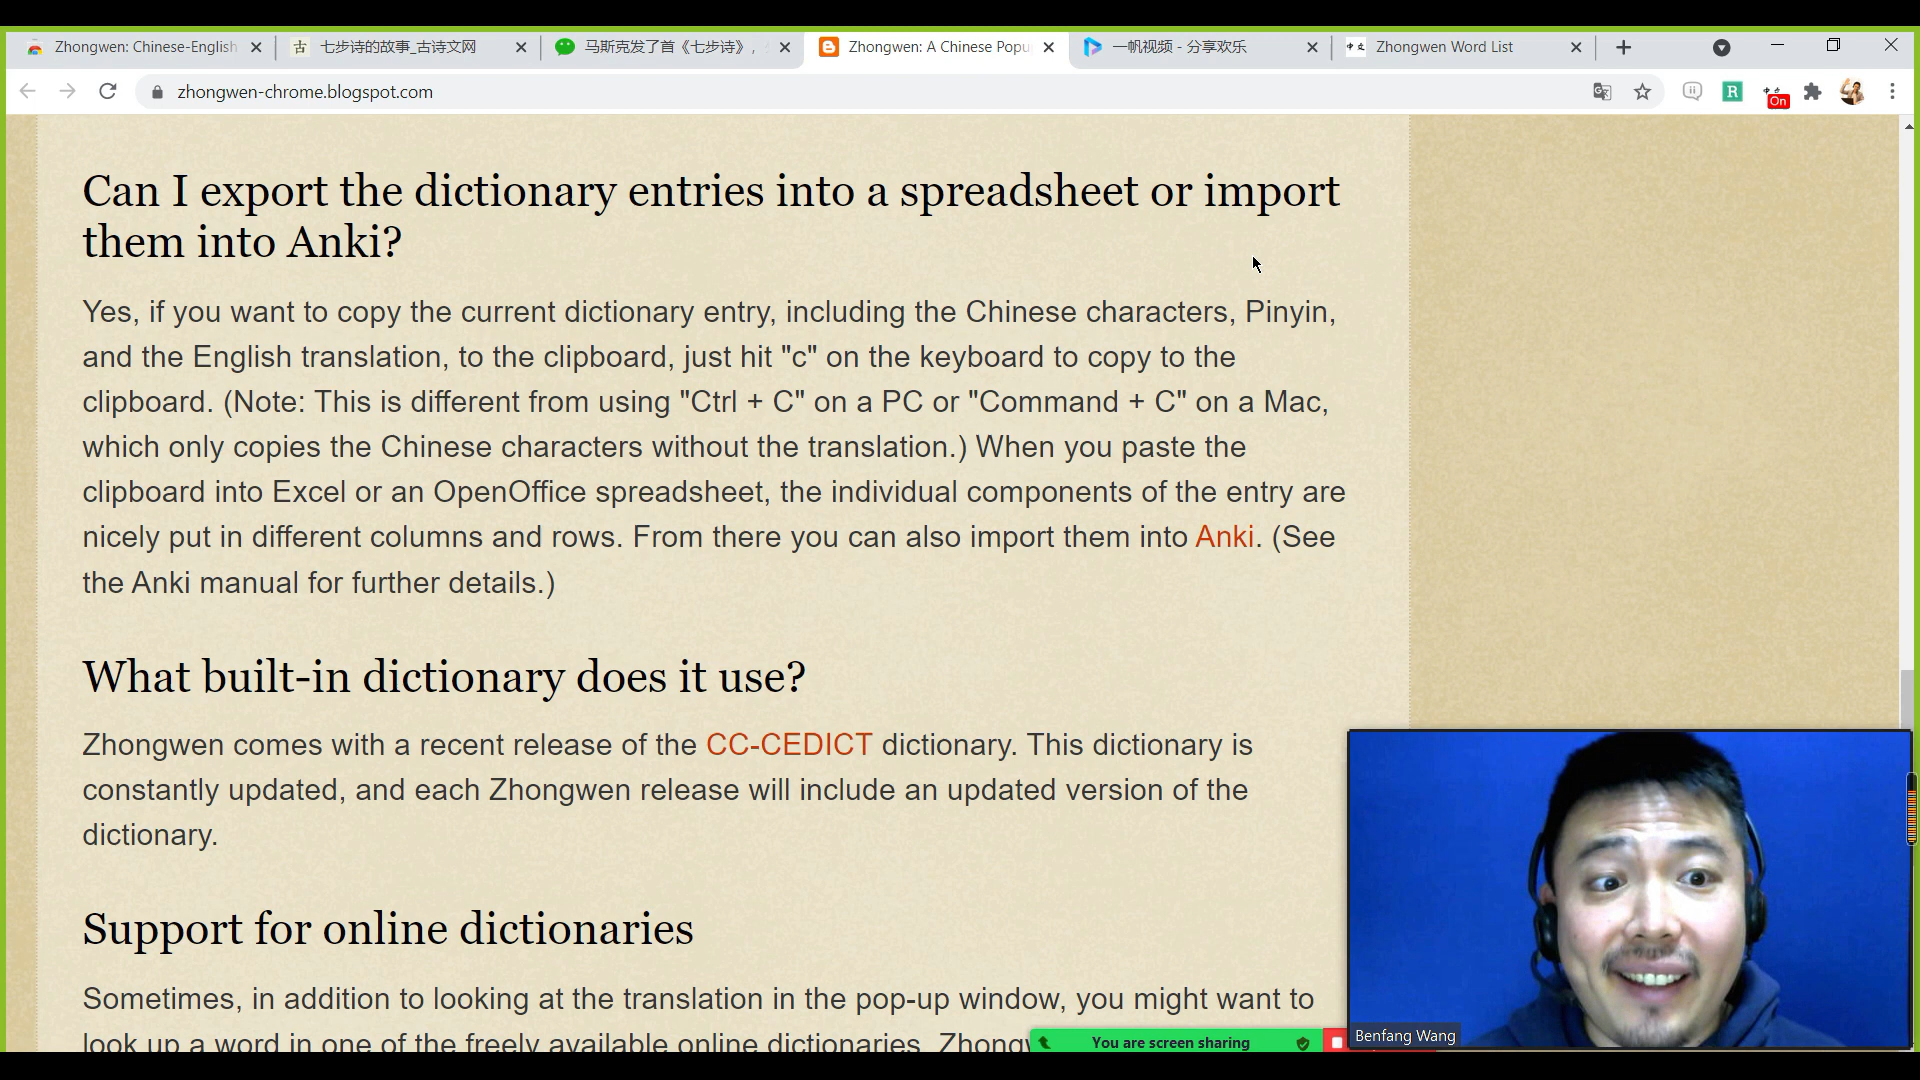 Zhongwen: Chinese-English
七步诗的故事_古诗文网
马斯克发了首《七步诗》,
Zhongwen: A Chinese Popu
一帆视频 - 分享欢乐
Zhongwen Word List
zhongwen-chrome.blogspot.com
On
Can I export the dictionary entries into a spreadsheet or import
them into Anki?
Yes, if you want to copy the current dictionary entry, including the Chinese characters, Pinyin,
and the English translation, to the clipboard, just hit "c" on the keyboard to copy to the
clipboard. (Note: This is different from using "Ctrl + C" on a PC or "Command + C" on a Mac,
which only copies the Chinese characters without the translation.) When you paste the
clipboard into Excel or an OpenOffice spreadsheet, the individual components of the entry are
nicely put in different columns and rows. From there you can also import them into Anki. (See
the Anki manual for further details.)
What built-in dictionary does it use?
Zhongwen comes with a recent release of the CC-CEDICT dictionary. This dictionary is
constantly updated, and each Zhongwen release will include an updated version of the
dictionary.
Support for online dictionaries
Sometimes, in addition to looking at the translation in the pop-up window, you might want to
look up a word in one of the freely available online dictionaries. Zhongw
You are screen sharing
Benfang Wang